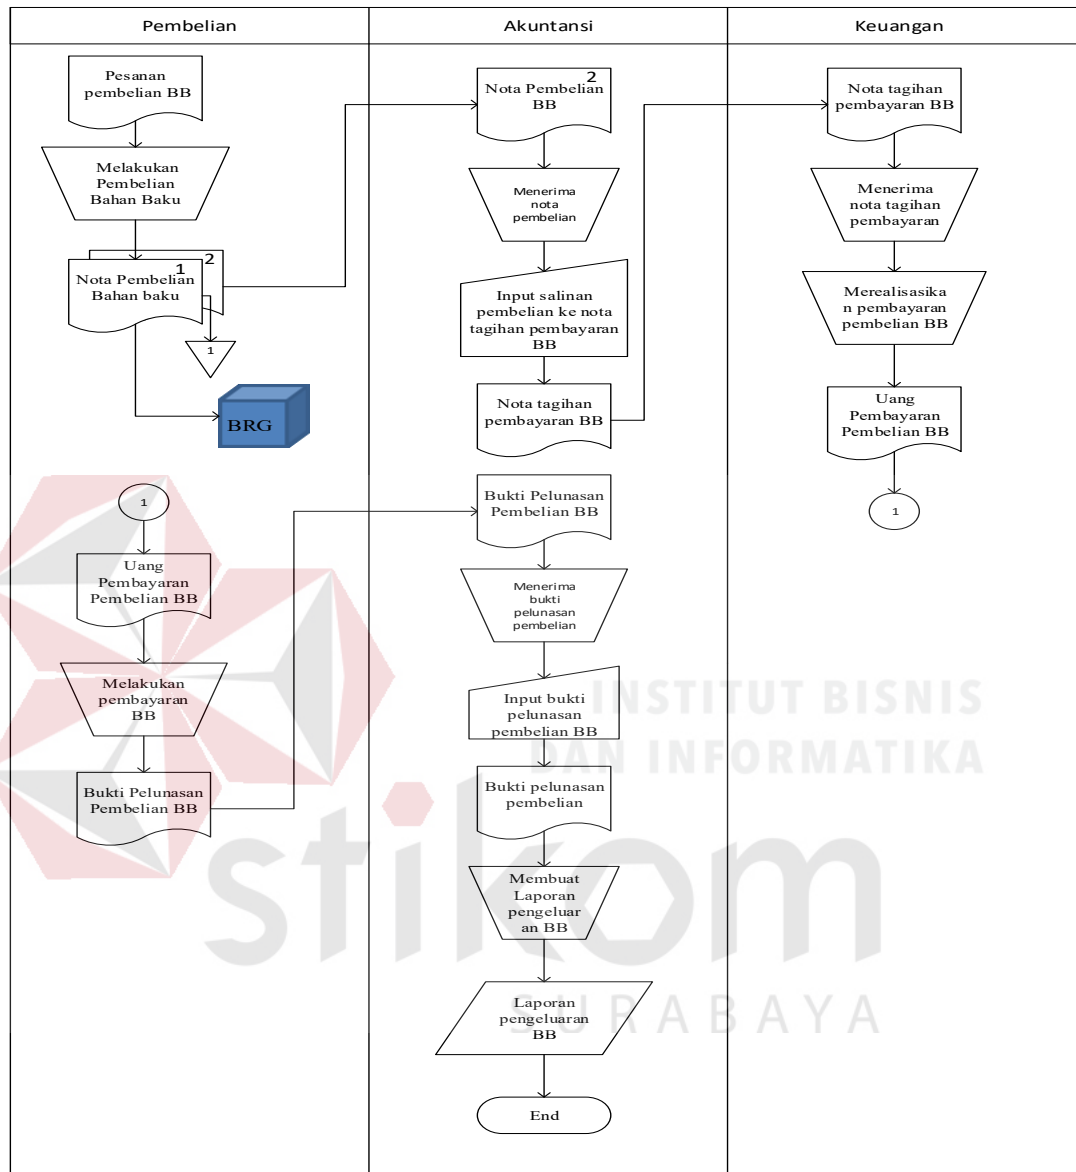 Pembelian
Akuntansi
Keuangan
Pesanan
pembelian BB
Melakukan
Pembelian
Bahan Baku
1
2
Nota Pembelian
Bahan baku
1
BRG
1
Uang
Pembayaran
Pembelian BB
Melakukan
pembayaran
BB
Bukti Pelunasan
Pembelian BB
2
Nota Pembelian
BB
Menerima
nota
pembelian
Input salinan
pembelian ke nota
tagihan pembayaran
BB
Nota tagihan
pembayaran BB
Bukti Pelunasan
Pembelian BB
Menerima
bukti
pelunasan
pembelian
Input bukti
pelunasan
pembelian BB
Bukti pelunasan
pembelian
Membuat
Laporan
pengeluar
an BB
Laporan
pengeluaran
BB
End
Nota tagihan
pembayaran BB
Menerima
nota tagihan
pembayaran
Merealisasika
n pembayaran
pembelian BB
Uang
Pembayaran
Pembelian BB
1
INSTITUT BISNIS
DAN INFORMATIKA
stikom
SURABAYA